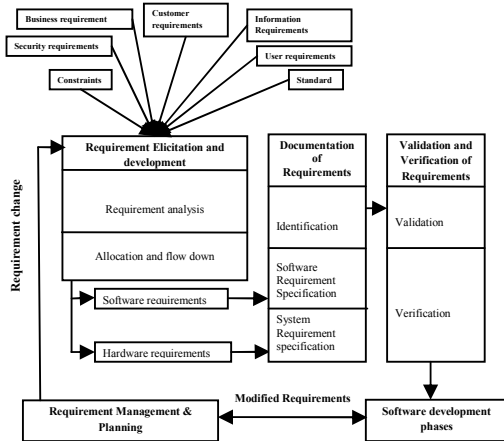 Business requirement
Customer
requirements
Information
Requirements
Security requirements
User requirements
Constraints
Standard
Requirement Elicitation and
development
Requirement analysis
Allocation and flow down
Software requirements
Hardware requirements
Documentation
of
Requirements
Identification
Software
Requirement
Specification
System
Requirement
specification
Validation and
Verification of
Requirements
Validation
Verification
Requirement change
Requirement Management &
Planning
Modified Requirements
Software development
phases